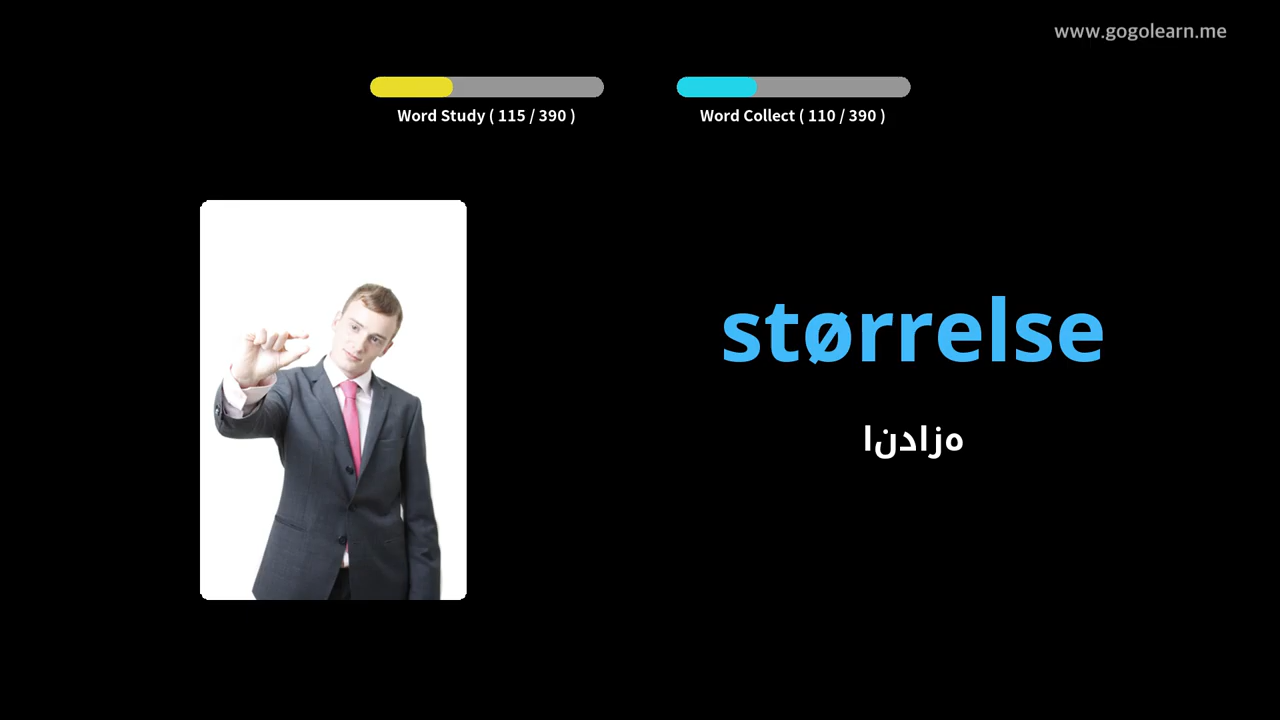 www.gogolearn.me
Word Study ( 115 / 390 )
Word Collect ( 110 / 390 )
størrelse
اندازه